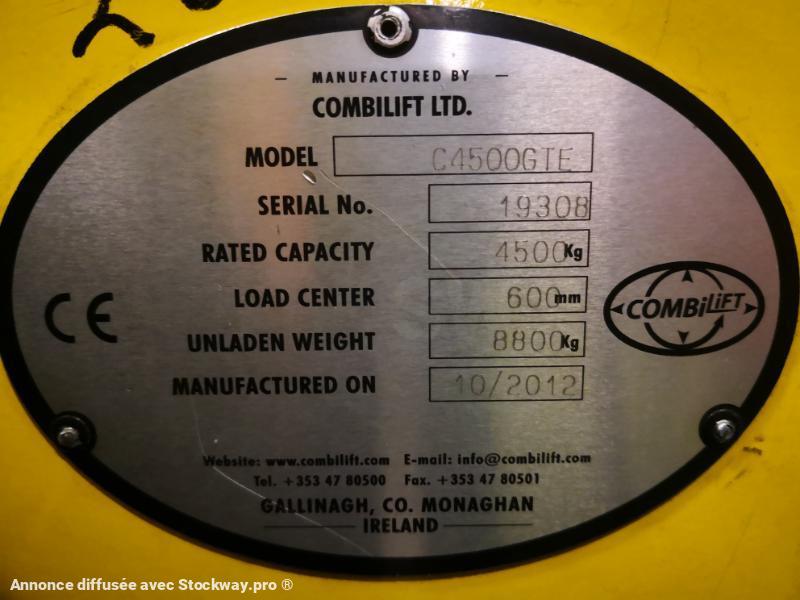 — MANUFACTURED BY —
COMBILIFT LTD.
MODEL C4500GTE
SERIAL No. 19308
RATED CAPACITY 4500Kg
LOAD CENTER 600mm
UNLADEN WEIGHT 8800Kg
MANUFACTURED ON 10/2012
CE
COMBiLiFT
Website: www.combilift.com E-mail: info@combilift.com
Tel. +353 47 80500 Fax. +353 47 80501
GALLINAGH, CO. MONAGHAN
IRELAND
Annonce diffusée avec Stockway.pro ®